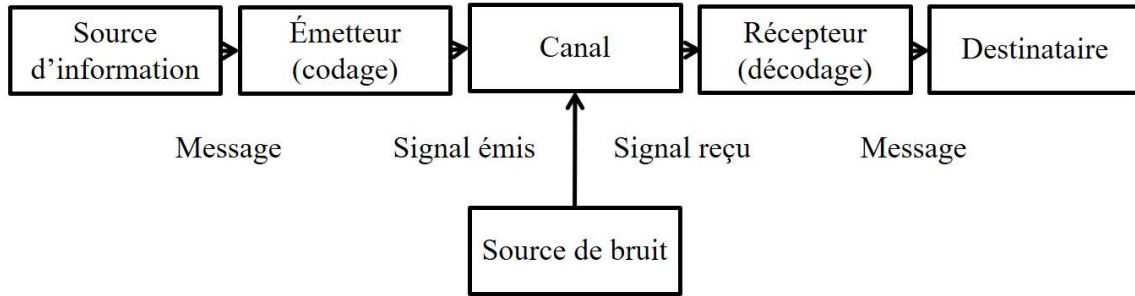 Source
d’information
Émetteur
(codage)
Canal
Récepteur
(décodage)
Destinataire
Message
Signal émis
Signal reçu
Message
Source de bruit